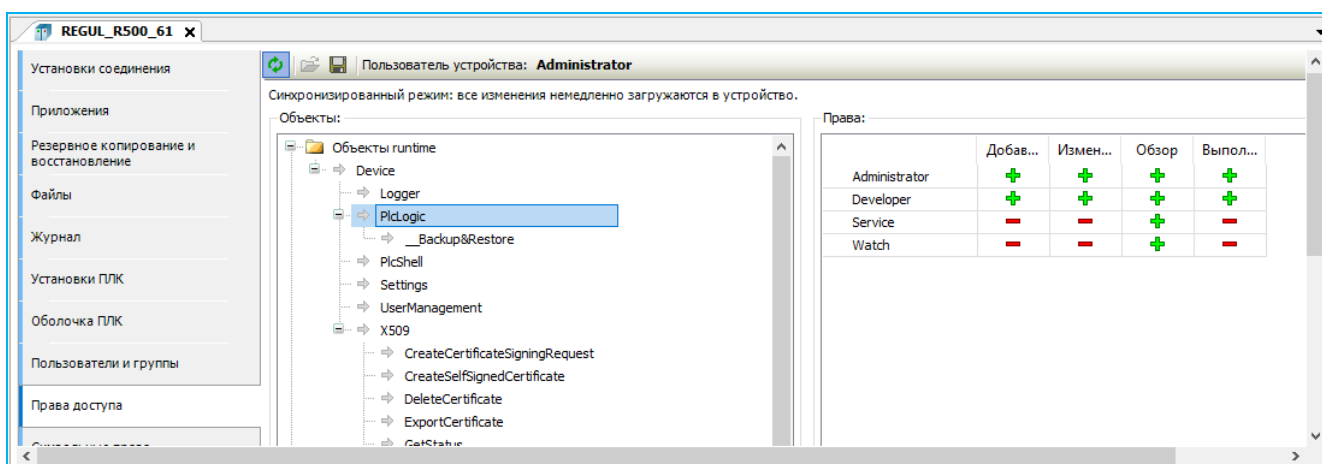 REGUL_R500_61
Установки соединения
Пользователь устройства: Administrator
Синхронизированный режим: все изменения немедленно загружаются в устройство.
Приложения
Объекты:
Права:
Резервное копирование и
восстановление
Файлы
Журнал
Установки ПЛК
Оболочка ПЛК
Пользователи и группы
Права доступа
Объекты runtime
Device
Logger
PlcLogic
__Backup&Restore
PlcShell
Settings
UserManagement
X509
CreateCertificateSigningRequest
CreateSelfSignedCertificate
DeleteCertificate
ExportCertificate
GetStatus
Добав... Измен... Обзор Выпол...
Administrator
Developer
Service
Watch